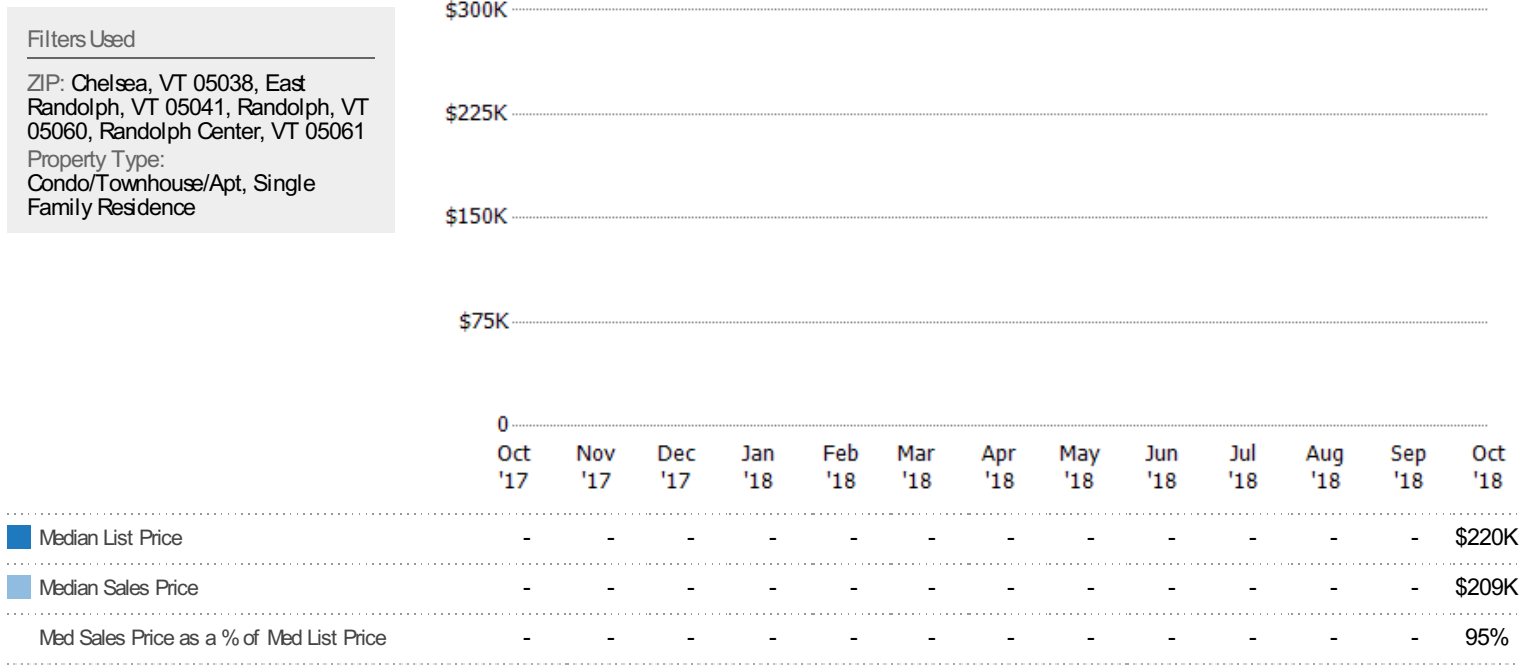 Filters Used
ZIP: Chelsea, VT 05038, East
Randolph, VT 05041, Randolph, VT
05060, Randolph Center, VT 05061
Property Type:
Condo/Townhouse/Apt, Single
Family Residence
$300K
$225K
$150K
$75K
0
Oct Nov Dec Jan Feb Mar Apr May Jun Jul Aug Sep Oct
'17 '17 '17 '18 '18 '18 '18 '18 '18 '18 '18 '18 '18
Median List Price - - - - - - - - - - - - $220K
Median Sales Price - - - - - - - - - - - - $209K
Med Sales Price as a % of Med List Price - - - - - - - - - - - - 95%